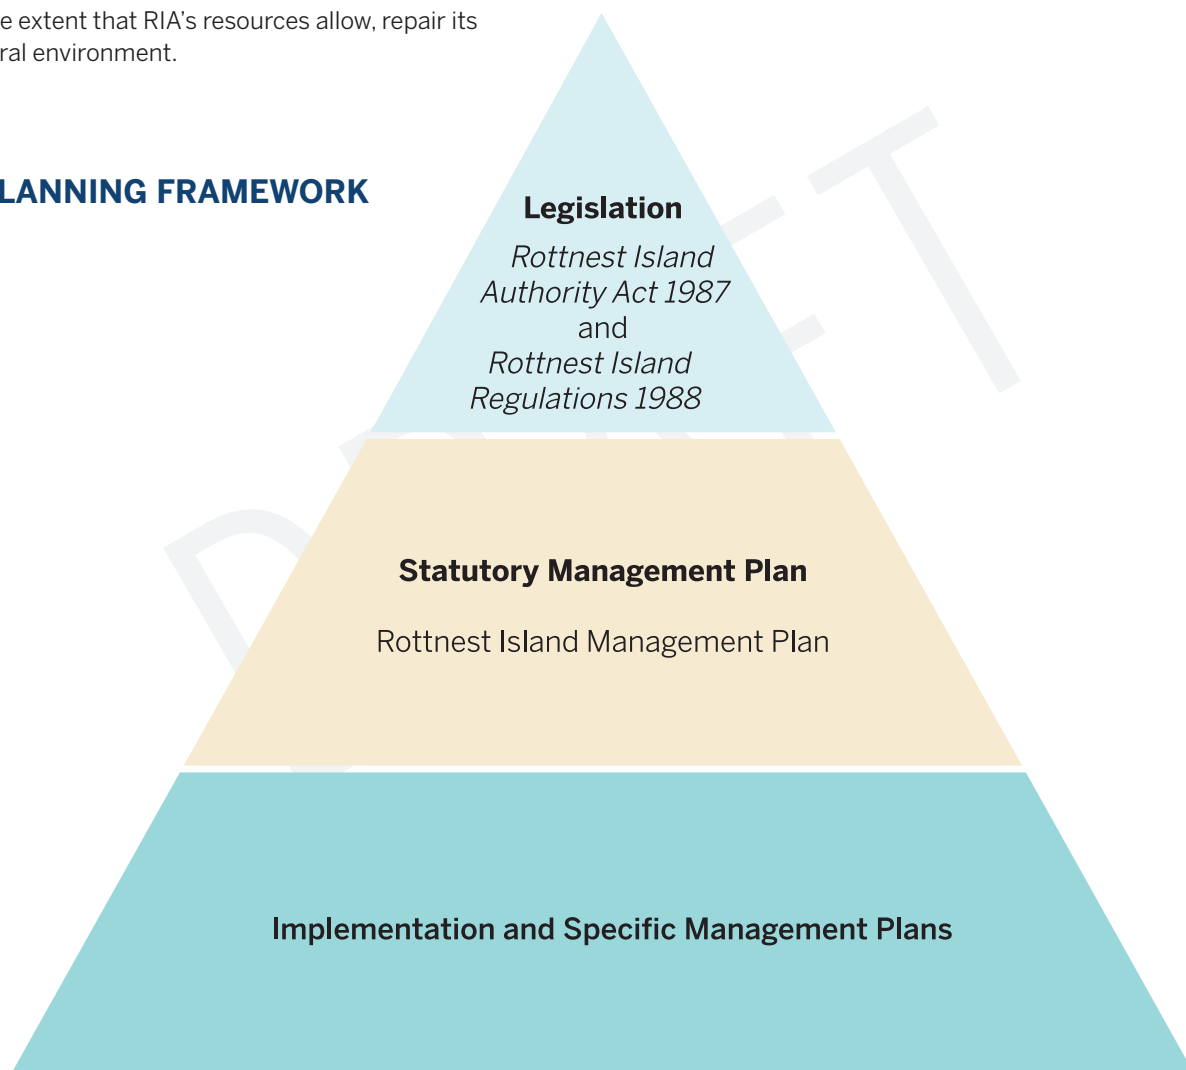 e extent that RIA's resources allow, repair its
ral environment.
LANNING FRAMEWORK
Legislation
Rottnest Island
Authority Act 1987
and
Rottnest Island
Regulations 1988
Statutory Management Plan
Rottnest Island Management Plan
Implementation and Specific Management Plans
DRAFT